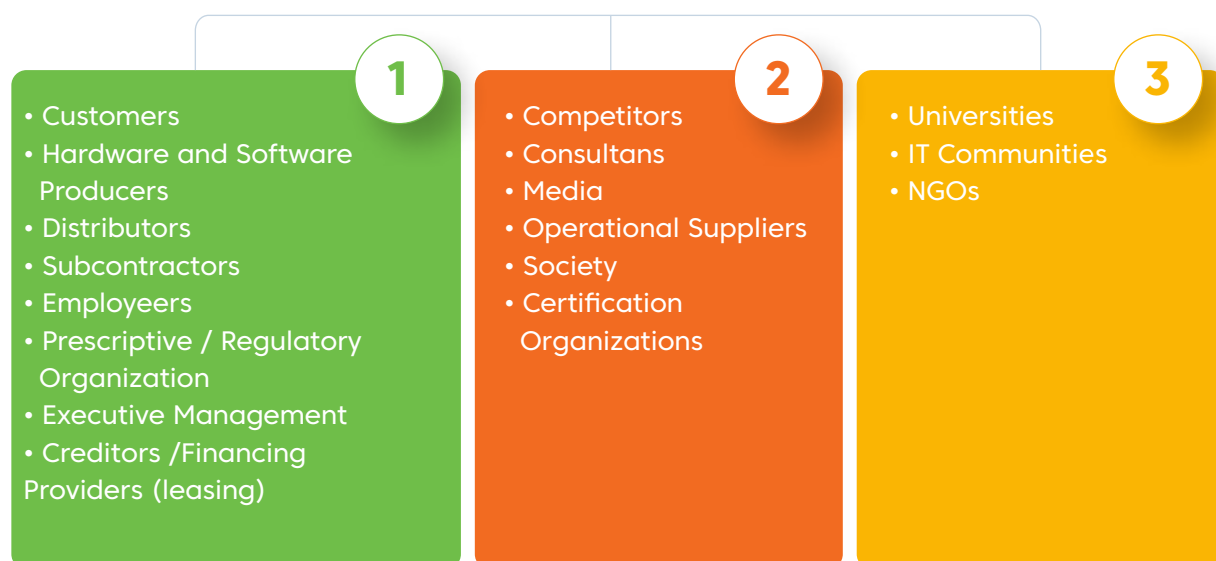 1
• Customers
• Hardware and Software
Producers
• Distributors
• Subcontractors
• Employeers
• Prescriptive / Regulatory
Organization
• Executive Management
• Creditors /Financing
Providers (leasing)
2
• Competitors
• Consultans
• Media
• Operational Suppliers
• Society
• Certification
Organizations
3
• Universities
• IT Communities
• NGOs